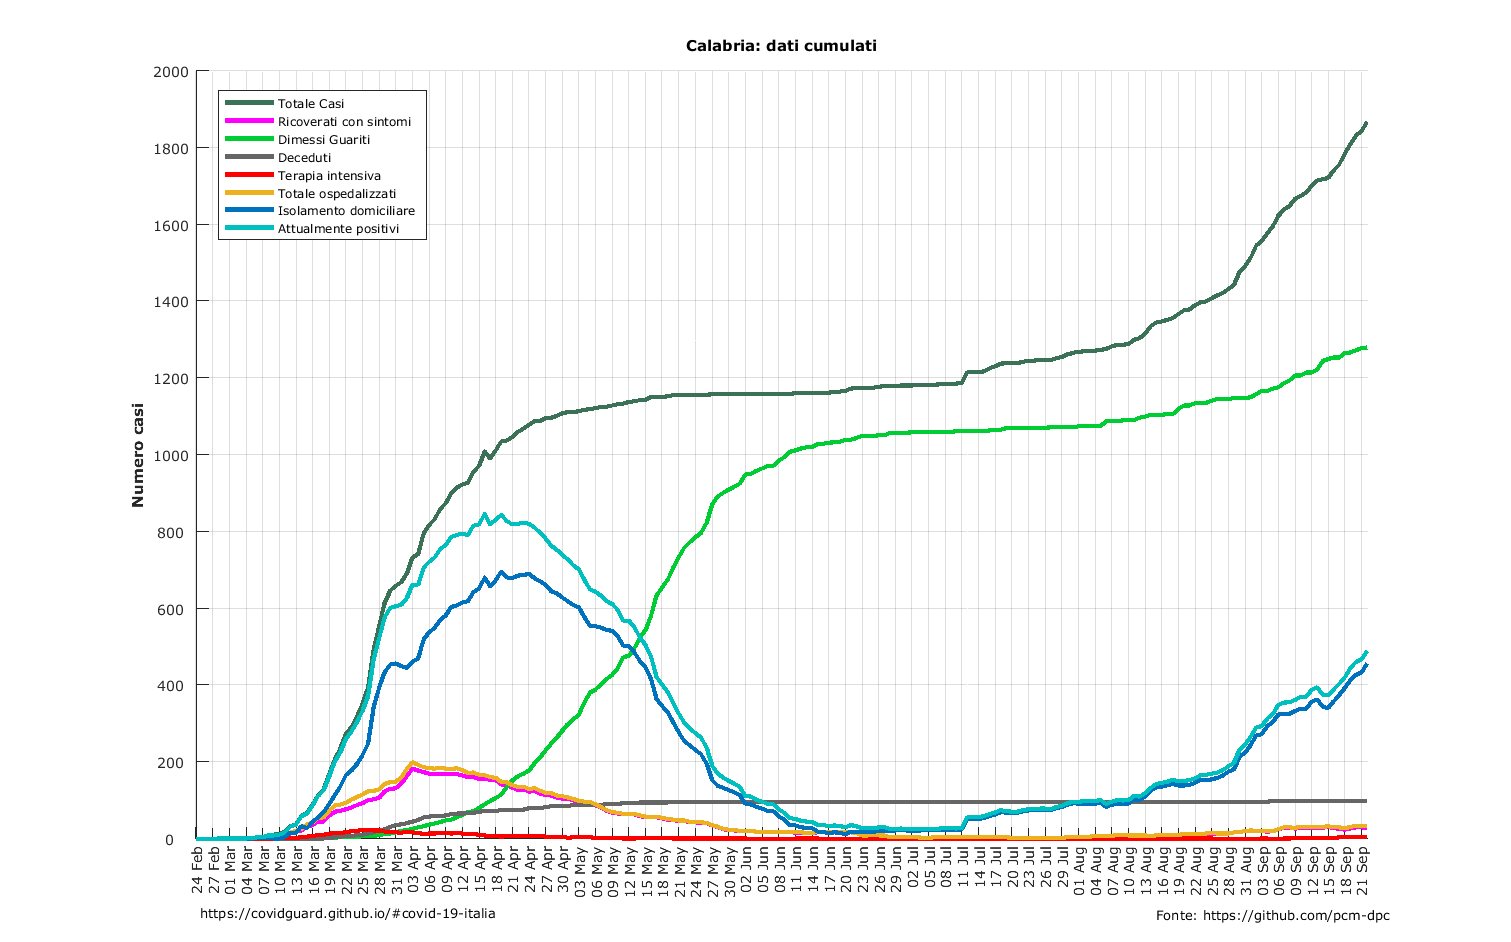 Calabria: dati cumulati
Numero casi
2000
1800
1600
1400
1200
1000
800
600
400
200
0
Totale Casi
Ricoverati con sintomi
Dimessi Guariti
Deceduti
Terapia intensiva
Totale ospedalizzati
Isolamento domiciliare
Attualmente positivi
24 Feb
27 Feb
01 Mar
04 Mar
07 Mar
10 Mar
13 Mar
16 Mar
19 Mar
22 Mar
25 Mar
28 Mar
31 Mar
03 Apr
06 Apr
09 Apr
12 Apr
15 Apr
18 Apr
21 Apr
24 Apr
27 Apr
30 Apr
03 May
06 May
09 May
12 May
15 May
18 May
21 May
24 May
27 May
30 May
02 Jun
05 Jun
08 Jun
11 Jun
14 Jun
17 Jun
20 Jun
23 Jun
26 Jun
29 Jun
02 Jul
05 Jul
08 Jul
11 Jul
14 Jul
17 Jul
20 Jul
23 Jul
26 Jul
29 Jul
01 Aug
04 Aug
07 Aug
10 Aug
13 Aug
16 Aug
19 Aug
22 Aug
25 Aug
28 Aug
31 Aug
03 Sep
06 Sep
09 Sep
12 Sep
15 Sep
18 Sep
21 Sep
https://covidguard.github.io/#covid-19-italia
Fonte: https://github.com/pcm-dpc